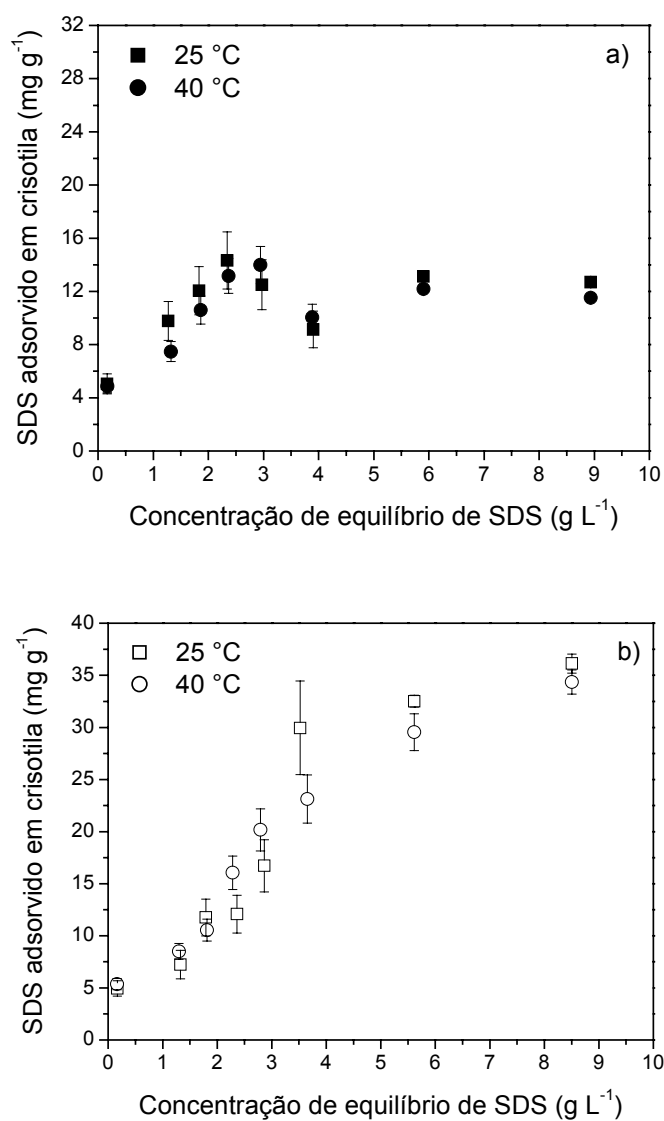 32
28
24
20
16
12
8
4
0
SDS adsorvido em crisotila (mg g⁻¹)
25 °C
40 °C
a)
0 1 2 3 4 5 6 7 8 9 10
Concentração de equilíbrio de SDS (g L⁻¹)
40
35
30
25
20
15
10
5
0
SDS adsorvido em crisotila (mg g⁻¹)
25 °C
40 °C
b)
0 1 2 3 4 5 6 7 8 9 10
Concentração de equilíbrio de SDS (g L⁻¹)